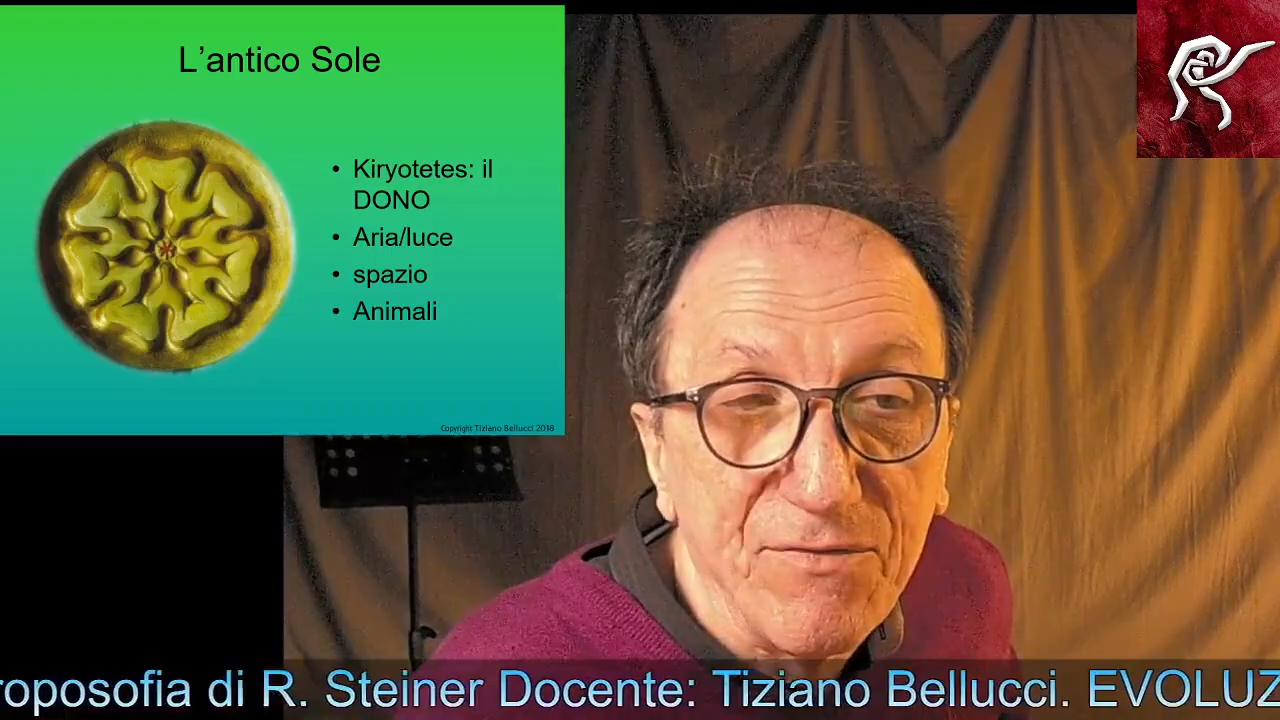 L'antico Sole
• Kiryotetes: il
DONO
• Aria/luce
• spazio
• Animali
Copyright Tiziano Bellucci 2018
roposofia di R. Steiner Docente: Tiziano Bellucci. EVOLUZ